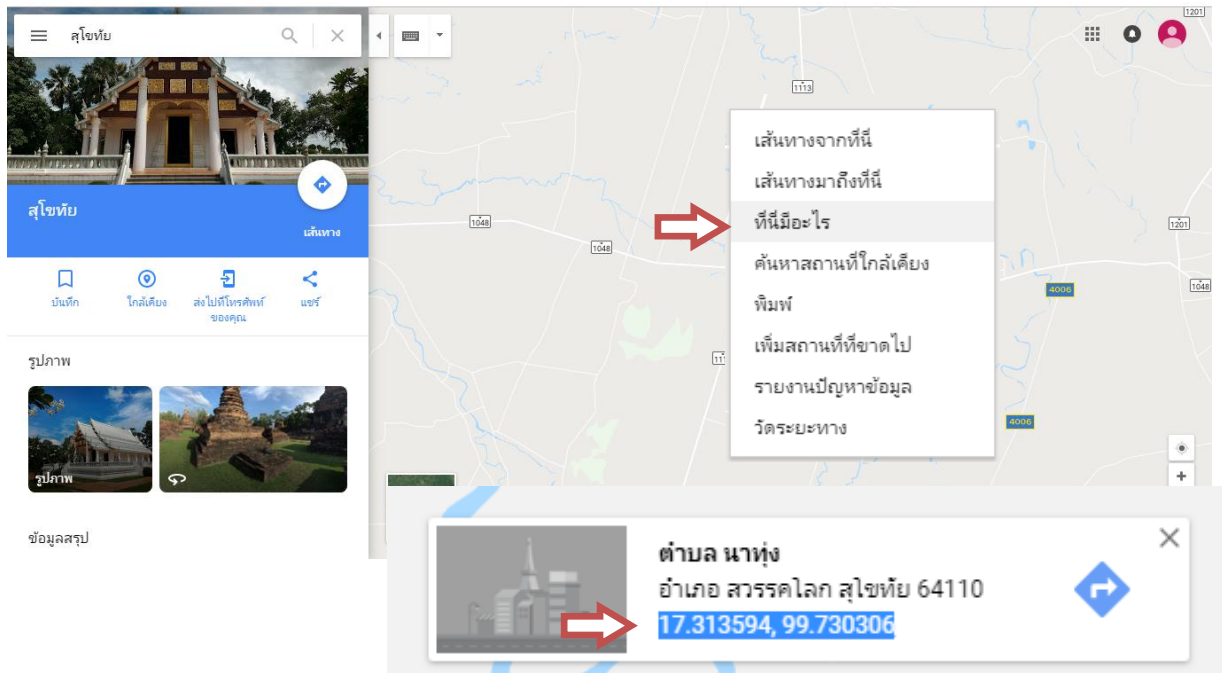 สุโขทัย
สุโขทัย
เส้นทาง
บันทึก
ใกล้เคียง
ส่งไปที่โทรศัพท์
ของคุณ
แชร์
รูปภาพ
รูปภาพ
ข้อมูลสรุป
1201
1113
1048
1048
1201
4006
1048
4006
เส้นทางจากที่นี่
เส้นทางมาถึงที่นี่
ที่นี่มีอะไร
ค้นหาสถานที่ใกล้เคียง
พิมพ์
เพิ่มสถานที่ที่ขาดไป
รายงานปัญหาข้อมูล
วัดระยะทาง
ตำบล นาทุ่ง
อำเภอ สวรรคโลก สุโขทัย 64110
17.313594, 99.730306